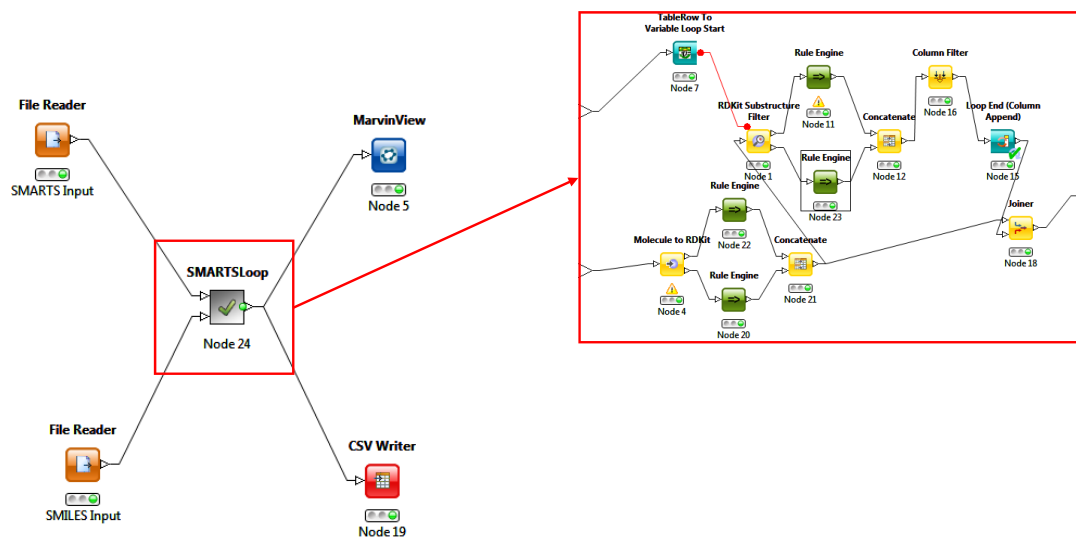 File Reader
SMARTS Input
MarvinView
Node 5
SMARTSLoop
Node 24
File Reader
SMILES Input
CSV Writer
Node 19
TableRow To
Variable Loop Start
Node 7
Rule Engine
Node 11
Column Filter
Node 16
RDKit Substructure
Filter
Node 1
Rule Engine
Node 23
Concatenate
Node 12
Loop End (Column
Append)
Node 15
Rule Engine
Node 22
Molecule to RDKit
Node 4
Rule Engine
Node 20
Concatenate
Node 21
Joiner
Node 18